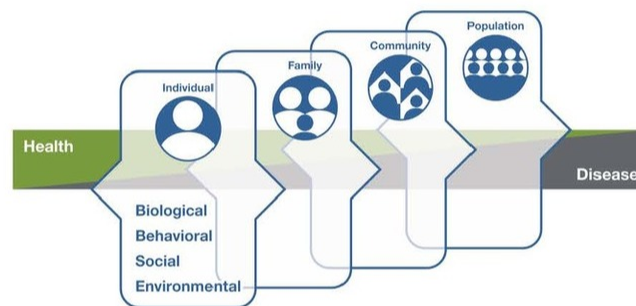 Population
Community
Family
Individual
Health
Disease
Biological
Behavioral
Social
Environmental